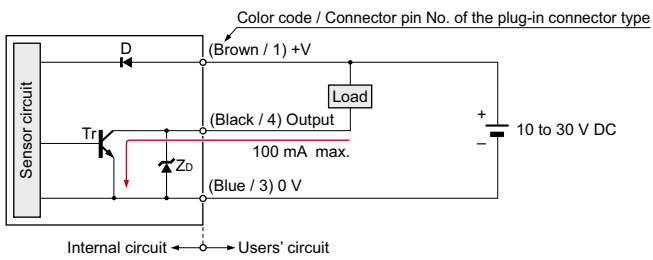 Color code / Connector pin No. of the plug-in connector type
D
(Brown / 1) +V
Sensor circuit
Load
(Black / 4) Output
Tr
+
–
10 to 30 V DC
100 mA max.
ZD
(Blue / 3) 0 V
Internal circuit
Users' circuit